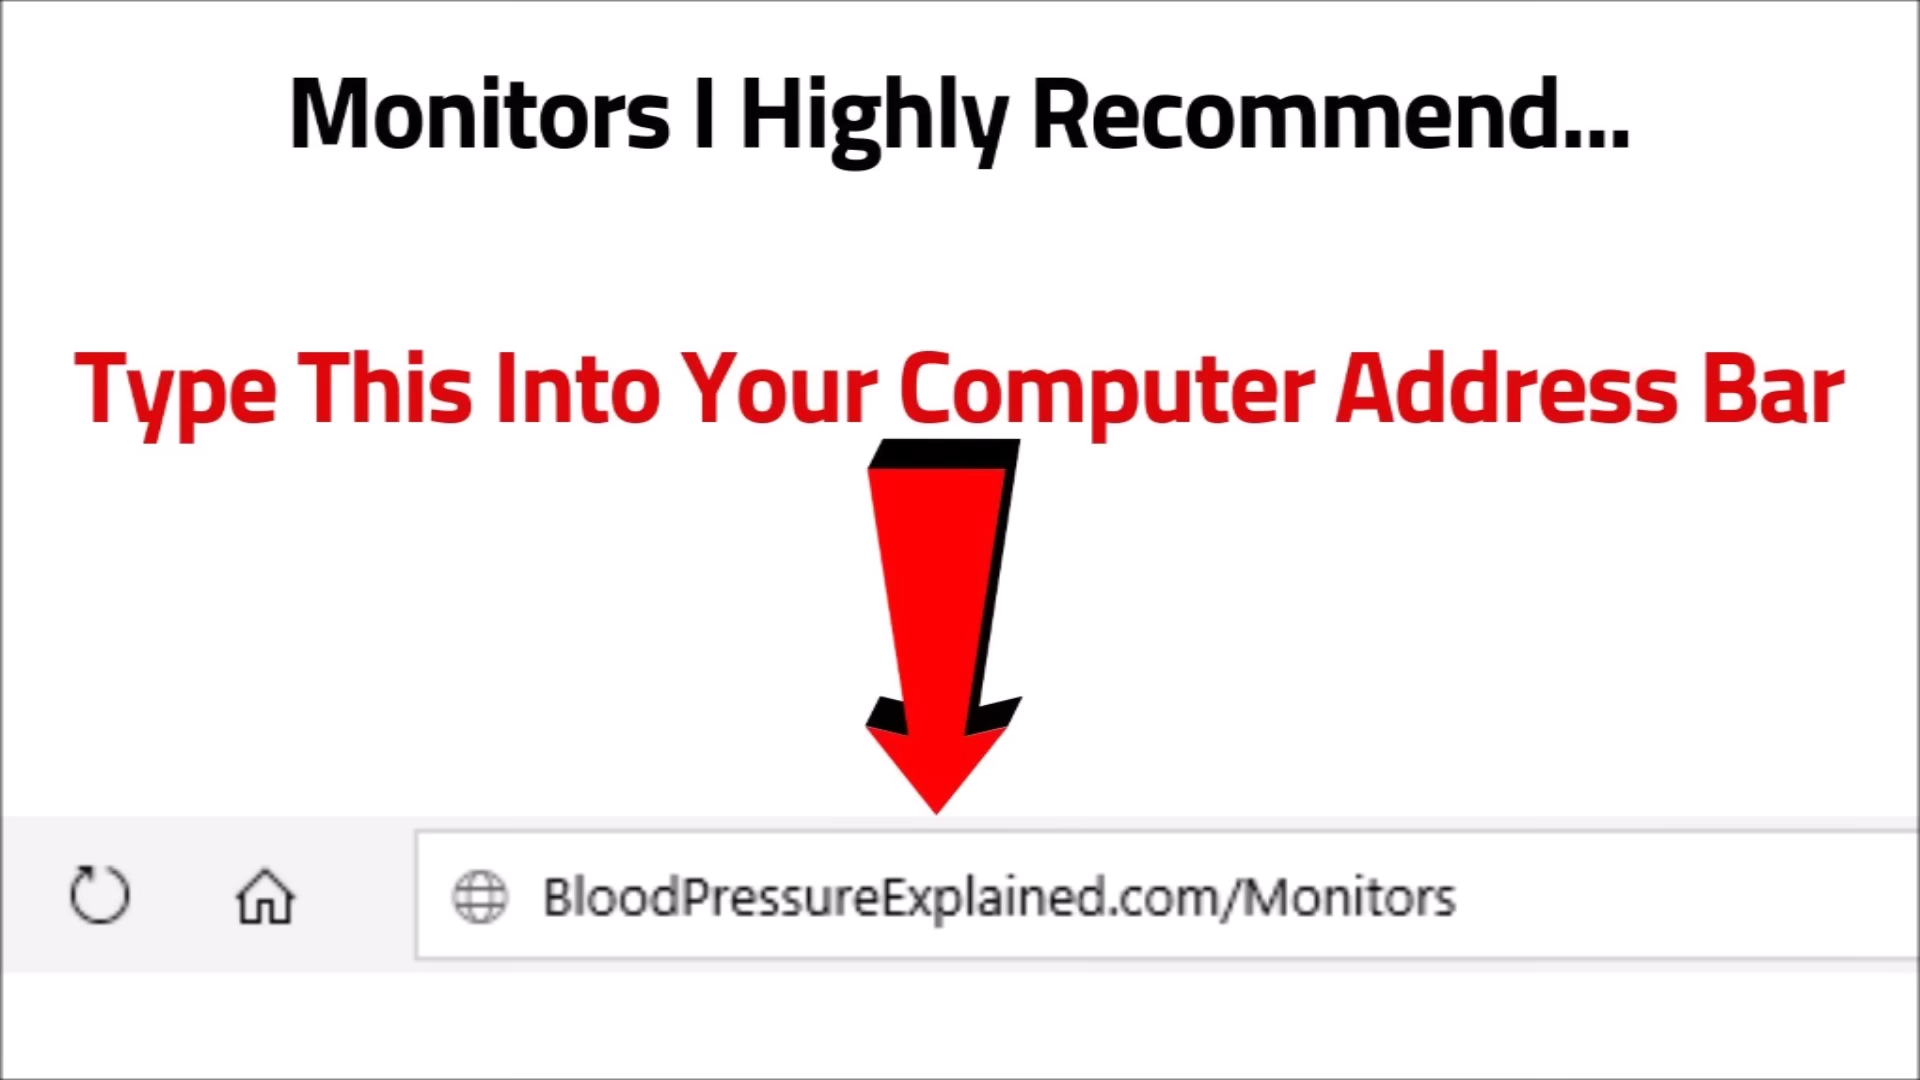 Monitors I Highly Recommend...
Type This Into Your Computer Address Bar
BloodPressureExplained.com/Monitors